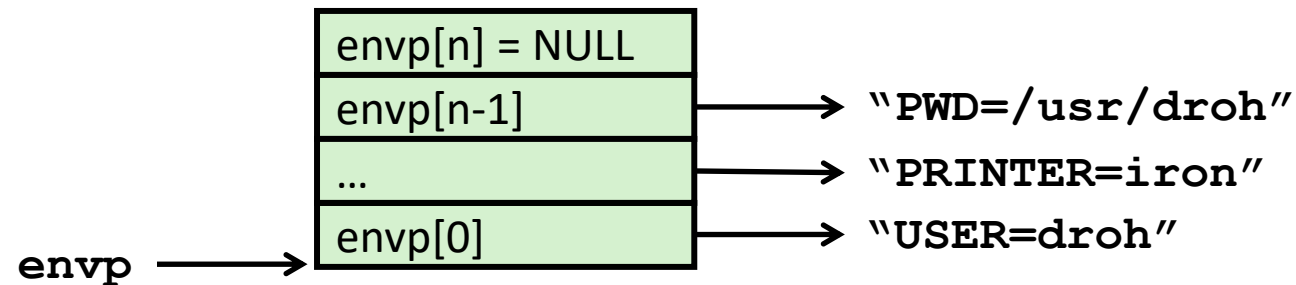 envp[n] = NULL
envp[n-1] “PWD=/usr/droh”
… “PRINTER=iron”
envp[0] “USER=droh”
envp